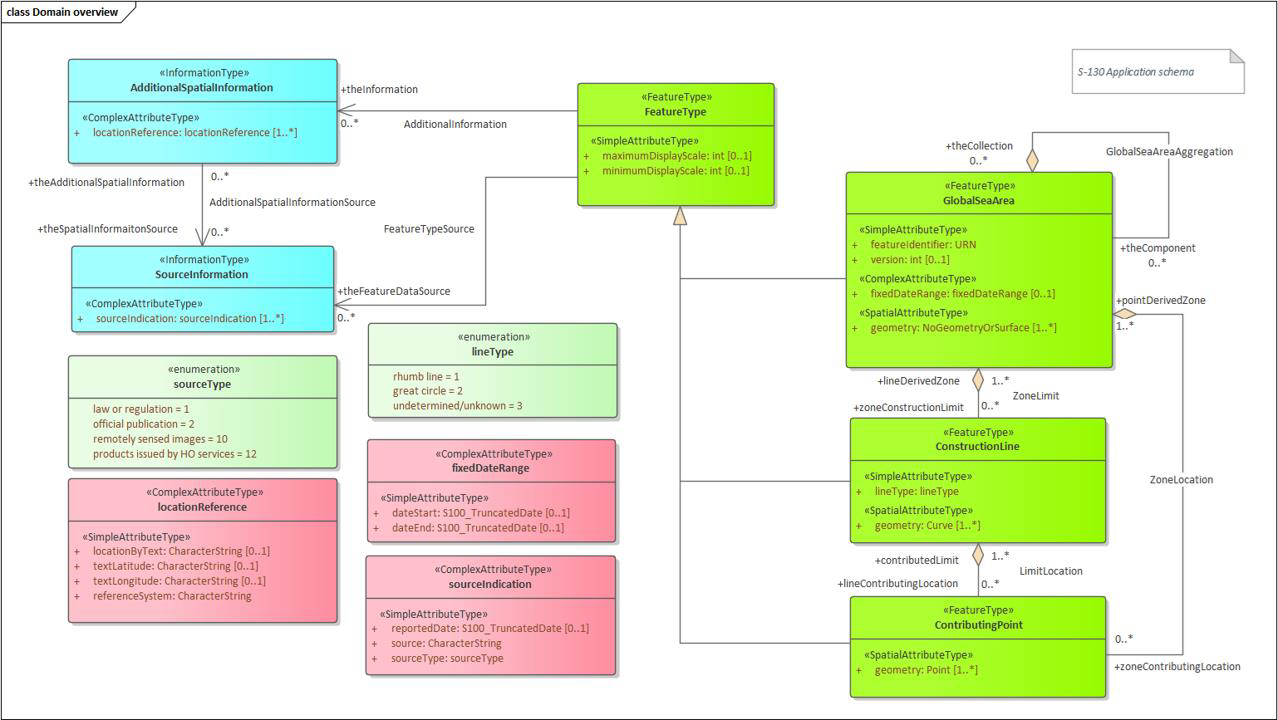 class Domain overview
S-130 Application schema
«InformationType»
AdditionalSpatialInformation
«ComplexAttributeType»
+ locationReference: locationReference [1..*]
+theInformation
0..*
AdditionalInformation
«FeatureType»
FeatureType
«SimpleAttributeType»
+ maximumDisplayScale: int [0..1]
+ minimumDisplayScale: int [0..1]
+theCollection
0..*
GlobalSeaAreaAggregation
+theAdditionalSpatialInformation
0..*
AdditionalSpatialInformationSource
+theSpatialInformaitonSource
0..*
FeatureTypeSource
«FeatureType»
GlobalSeaArea
«SimpleAttributeType»
+ featureIdentifier: URN
+ version: int [0..1]
«ComplexAttributeType»
+ fixedDateRange: fixedDateRange [0..1]
«SpatialAttributeType»
+ geometry: NoGeometryOrSurface [1..*]
+theComponent
0..*
+pointDerivedZone
1..*
«InformationType»
SourceInformation
«ComplexAttributeType»
+ sourceIndication: sourceIndication [1..*]
+theFeatureDataSource
0..*
«enumeration»
lineType
rhumb line = 1
great circle = 2
undetermined/unknown = 3
«enumeration»
sourceType
law or regulation = 1
official publication = 2
remotely sensed images = 10
products issued by HO services = 12
+lineDerivedZone
1..*
ZoneLimit
+zoneConstructionLimit
0..*
«FeatureType»
ConstructionLine
«SimpleAttributeType»
+ lineType: lineType
«SpatialAttributeType»
+ geometry: Curve [1..*]
ZoneLocation
«ComplexAttributeType»
fixedDateRange
«SimpleAttributeType»
+ dateStart: S100_TruncatedDate [0..1]
+ dateEnd: S100_TruncatedDate [0..1]
«ComplexAttributeType»
locationReference
«SimpleAttributeType»
+ locationByText: CharacterString [0..1]
+ textLatitude: CharacterString [0..1]
+ textLongitude: CharacterString [0..1]
+ referenceSystem: CharacterString
«ComplexAttributeType»
sourceIndication
«SimpleAttributeType»
+ reportedDate: S100_TruncatedDate [0..1]
+ source: CharacterString
+ sourceType: sourceType
+contributedLimit
1..*
LimitLocation
+lineContributingLocation
0..*
«FeatureType»
ContributingPoint
«SpatialAttributeType»
+ geometry: Point [1..*]
0..*
+zoneContributingLocation